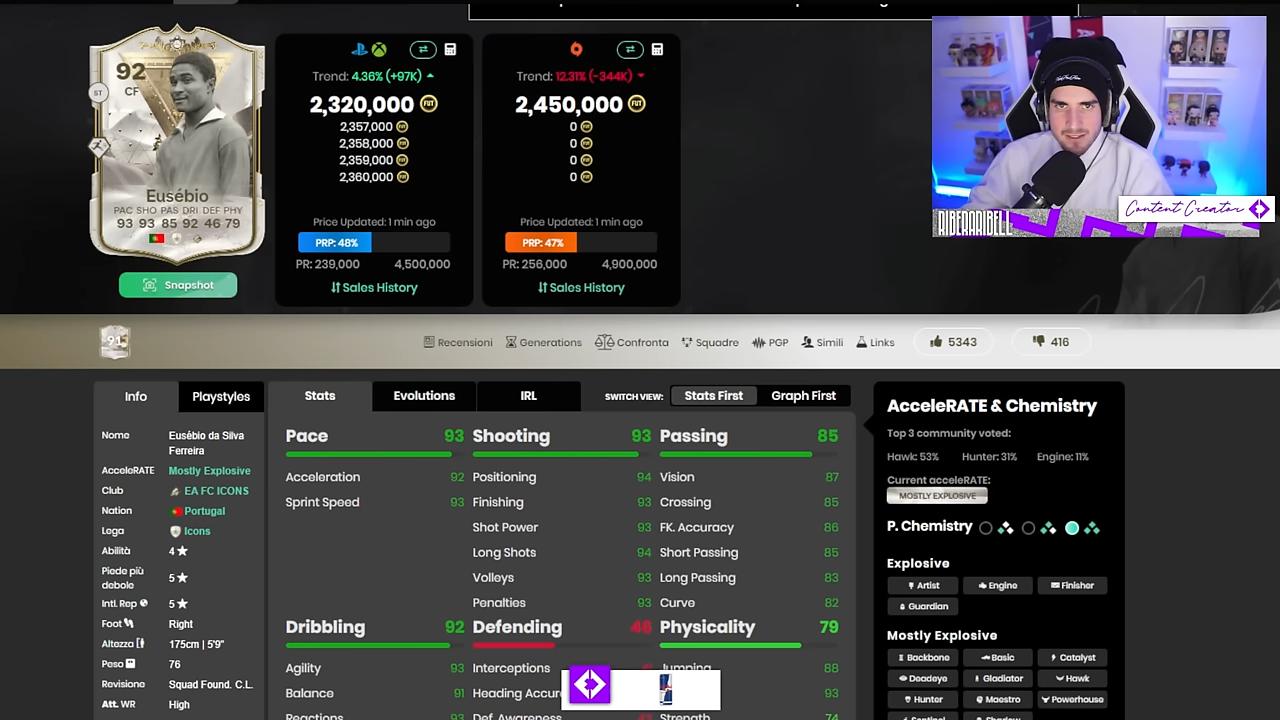 92
CF
ST
Eusébio
PAC SHO PAS DRI DEF PHY
93 93 85 92 46 79
Snapshot
Trend: 4.36% (+97K)
2,320,000
2,357,000
2,358,000
2,359,000
2,360,000
Price Updated: 1 min ago
PRP: 48%
PR: 239,000 4,500,000
Sales History
Trend: 12.31% (-344K)
2,450,000
0
0
0
0
Price Updated: 1 min ago
PRP: 47%
PR: 256,000 4,900,000
Sales History
Content Creator
91
Recensioni Generations Confronta Squadre PGP Simili Links 5343 416
Info Playstyles
Nome Eusébio da Silva Ferreira
AcceleRATE Mostly Explosive
Club EA FC ICONS
Nation Portugal
Lega Icons
Abilità 4
Piede più debole 5
Intl. Rep 5
Foot Right
Altezza 175cm | 5'9"
Peso 76
Revisione Squad Found. C.L.
Att. WR High
Stats Evolutions IRL SWITCH VIEW: Stats First Graph First
Pace 93 Shooting 93 Passing 85
Acceleration 92 Positioning 94 Vision 87
Sprint Speed 93 Finishing 93 Crossing 85
Shot Power 93 FK. Accuracy 86
Long Shots 94 Short Passing 85
Volleys 93 Long Passing 83
Penalties 93 Curve 82
Dribbling 92 Defending 46 Physicality 79
Agility 93 Interceptions Jumping 88
Balance 91 Heading Accur 93
Reactions 93 Def. Awareness Strength 74
AcceleRATE & Chemistry
Top 3 community voted:
Hawk: 53% Hunter: 31% Engine: 11%
Current acceleRATE:
MOSTLY EXPLOSIVE
P. Chemistry
Explosive
Artist Engine Finisher
Guardian
Mostly Explosive
Backbone Basic Catalyst
Deadeye Gladiator Hawk
Hunter Maestro Powerhouse